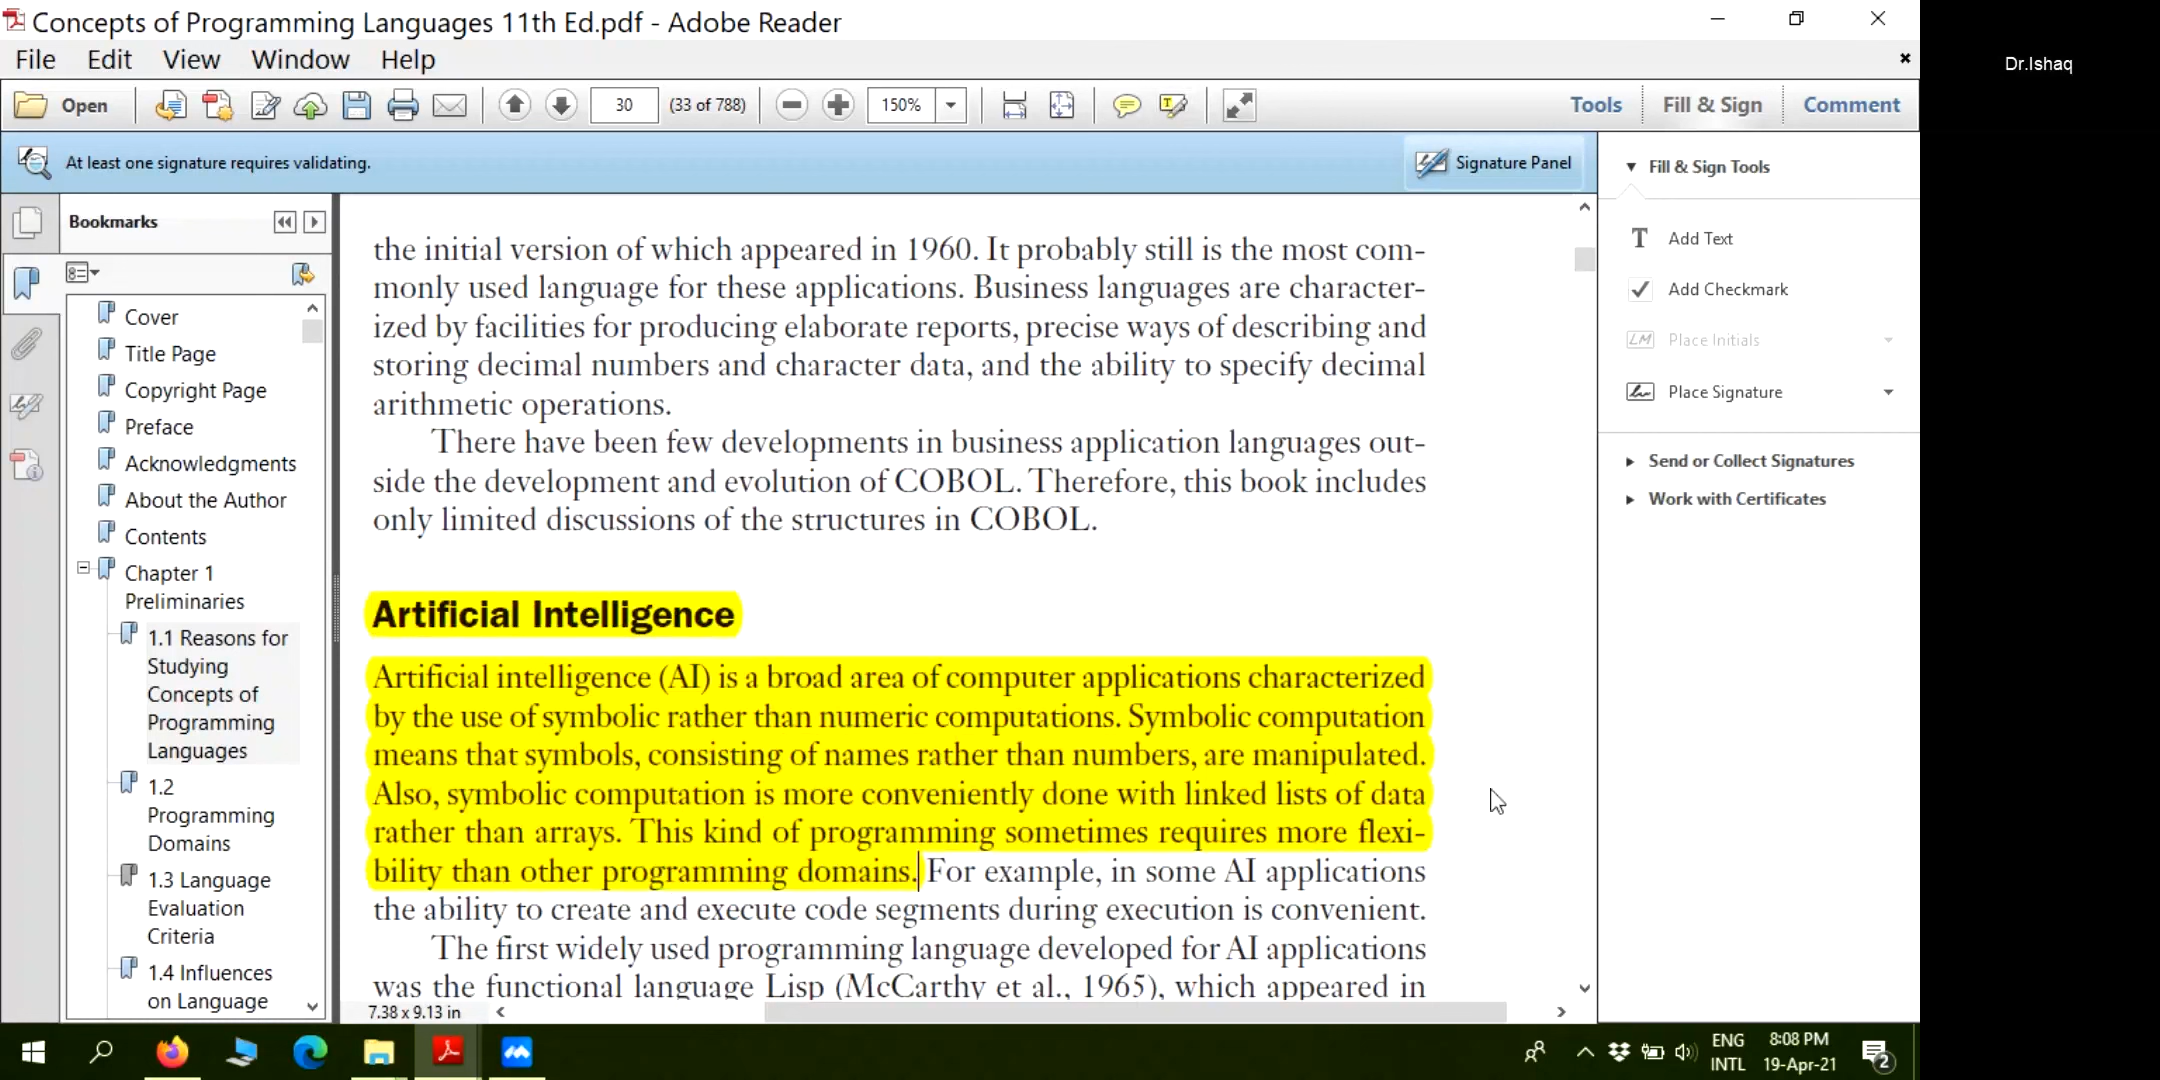 Concepts of Programming Languages 11th Ed.pdf - Adobe Reader
Dr.Ishaq
File Edit View Window Help
Open 30 (33 of 788) 150% Tools Fill & Sign Comment
At least one signature requires validating. Signature Panel
Bookmarks
Cover
Title Page
Copyright Page
Preface
Acknowledgments
About the Author
Contents
Chapter 1
Preliminaries
1.1 Reasons for
Studying
Concepts of
Programming
Languages
1.2
Programming
Domains
1.3 Language
Evaluation
Criteria
1.4 Influences
on Language
the initial version of which appeared in 1960. It probably still is the most com-
monly used language for these applications. Business languages are character-
ized by facilities for producing elaborate reports, precise ways of describing and
storing decimal numbers and character data, and the ability to specify decimal
arithmetic operations.
There have been few developments in business application languages out-
side the development and evolution of COBOL. Therefore, this book includes
only limited discussions of the structures in COBOL.
Artificial Intelligence
Artificial intelligence (AI) is a broad area of computer applications characterized
by the use of symbolic rather than numeric computations. Symbolic computation
means that symbols, consisting of names rather than numbers, are manipulated.
Also, symbolic computation is more conveniently done with linked lists of data
rather than arrays. This kind of programming sometimes requires more flexi-
bility than other programming domains. For example, in some AI applications
the ability to create and execute code segments during execution is convenient.
The first widely used programming language developed for AI applications
was the functional language Lisp (McCarthy et al., 1965), which appeared in
7.38 x 9.13 in
Fill & Sign Tools
T Add Text
Add Checkmark
LM Place Initials
Place Signature
Send or Collect Signatures
Work with Certificates
ENG
INTL
8:08 PM
19-Apr-21
2